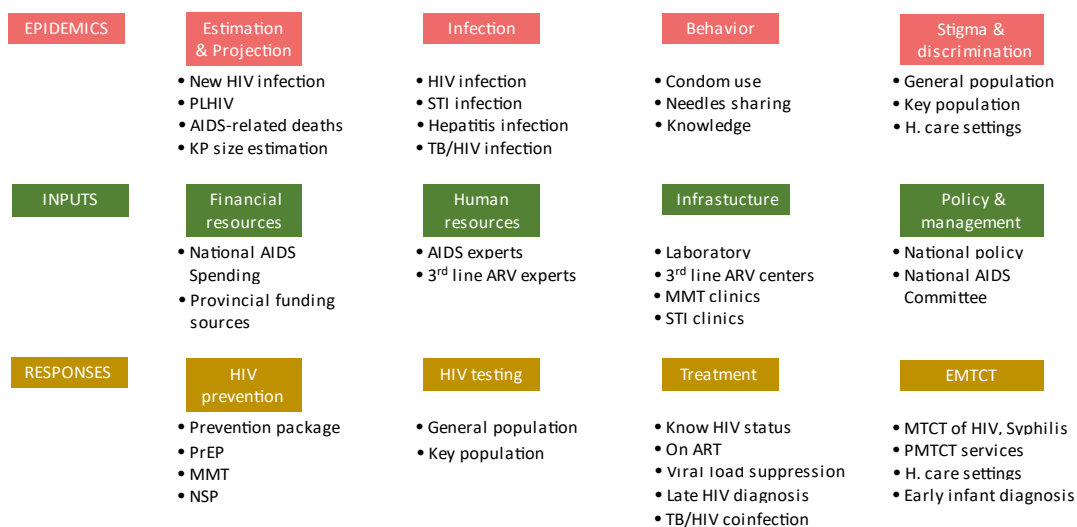 EPIDEMICS
Estimation
& Projection
• New HIV infection
• PLHIV
• AIDS-related deaths
• KP size estimation
Infection
• HIV infection
• STI infection
• Hepatitis infection
• TB/HIV infection
Behavior
• Condom use
• Needles sharing
• Knowledge
Stigma &
discrimination
• General population
• Key population
• H. care settings
INPUTS
Financial
resources
• National AIDS
Spending
• Provincial funding
sources
Human
resources
• AIDS experts
• 3rd line ARV experts
Infrastucture
• Laboratory
• 3rd line ARV centers
• MMT clinics
• STI clinics
Policy &
management
• National policy
• National AIDS
Committee
RESPONSES
HIV
prevention
• Prevention package
• PrEP
• MMT
• NSP
HIV testing
• General population
• Key population
Treatment
• Know HIV status
• On ART
• Viral load suppression
• Late HIV diagnosis
• TB/HIV coinfection
EMTCT
• MTCT of HIV, Syphilis
• PMTCT services
• H. care settings
• Early infant diagnosis